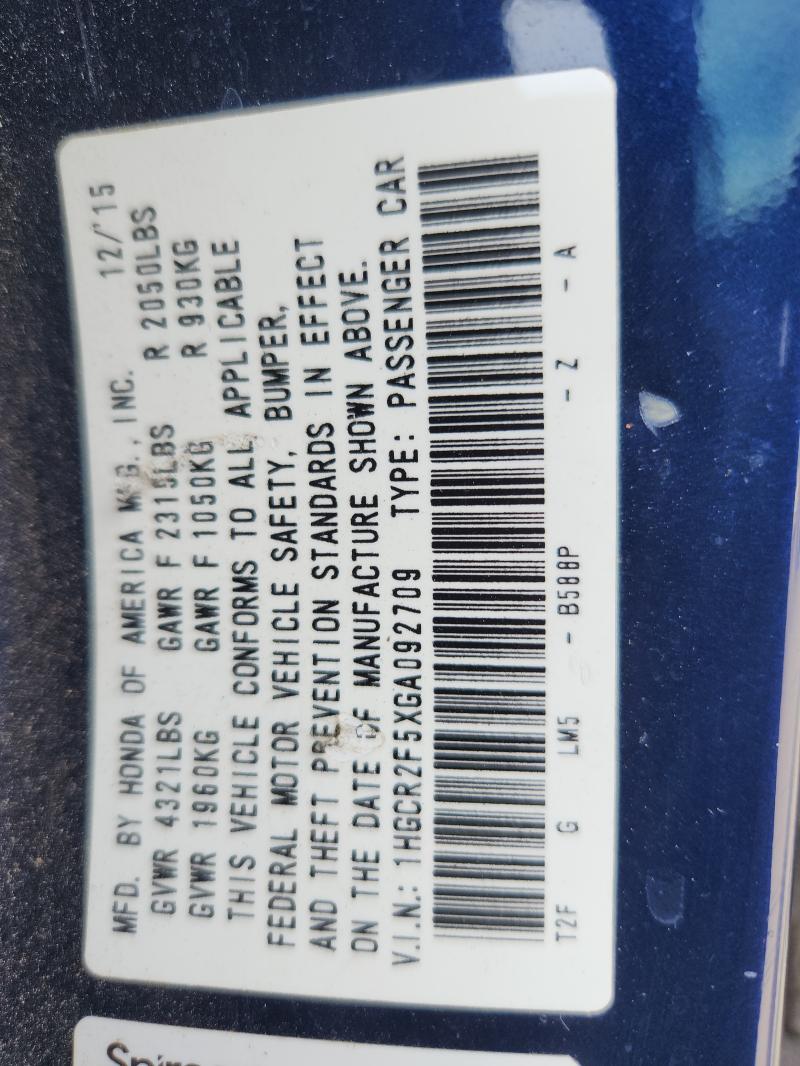 MFD. BY HONDA OF AMERICA MFG., INC. 12/'15
GVWR 4321LBS GAWR F 2315LBS R 2050LBS
GVWR 1960KG GAWR F 1050KG R 930KG
THIS VEHICLE CONFORMS TO ALL APPLICABLE
FEDERAL MOTOR VEHICLE SAFETY, BUMPER,
AND THEFT PREVENTION STANDARDS IN EFFECT
ON THE DATE OF MANUFACTURE SHOWN ABOVE.
V.I.N.: 1HGCR2F5XGA092709 TYPE: PASSENGER CAR
T2F G LM5 - B588P - Z - A